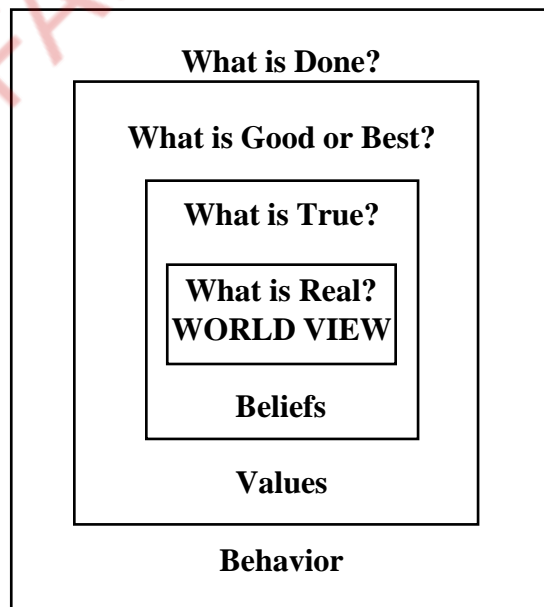 What is Done?
What is Good or Best?
What is True?
What is Real?
WORLD VIEW
Beliefs
Values
Behavior